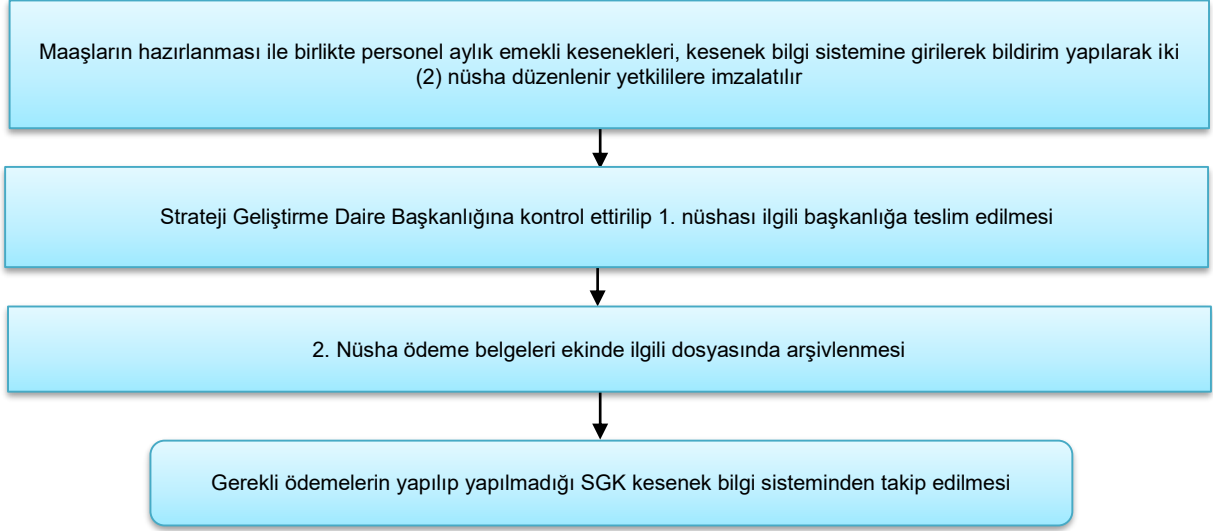 Maaşların hazırlanması ile birlikte personel aylık emekli kesenekleri, kesenek bilgi sistemine girilerek bildirim yapılarak iki
(2) nüsha düzenlenir yetkililere imzalatılır
Strateji Geliştirme Daire Başkanlığına kontrol ettirilip 1. nüshası ilgili başkanlığa teslim edilmesi
2. Nüsha ödeme belgeleri ekinde ilgili dosyasında arşivlenmesi
Gerekli ödemelerin yapılıp yapılmadığı SGK kesenek bilgi sisteminden takip edilmesi